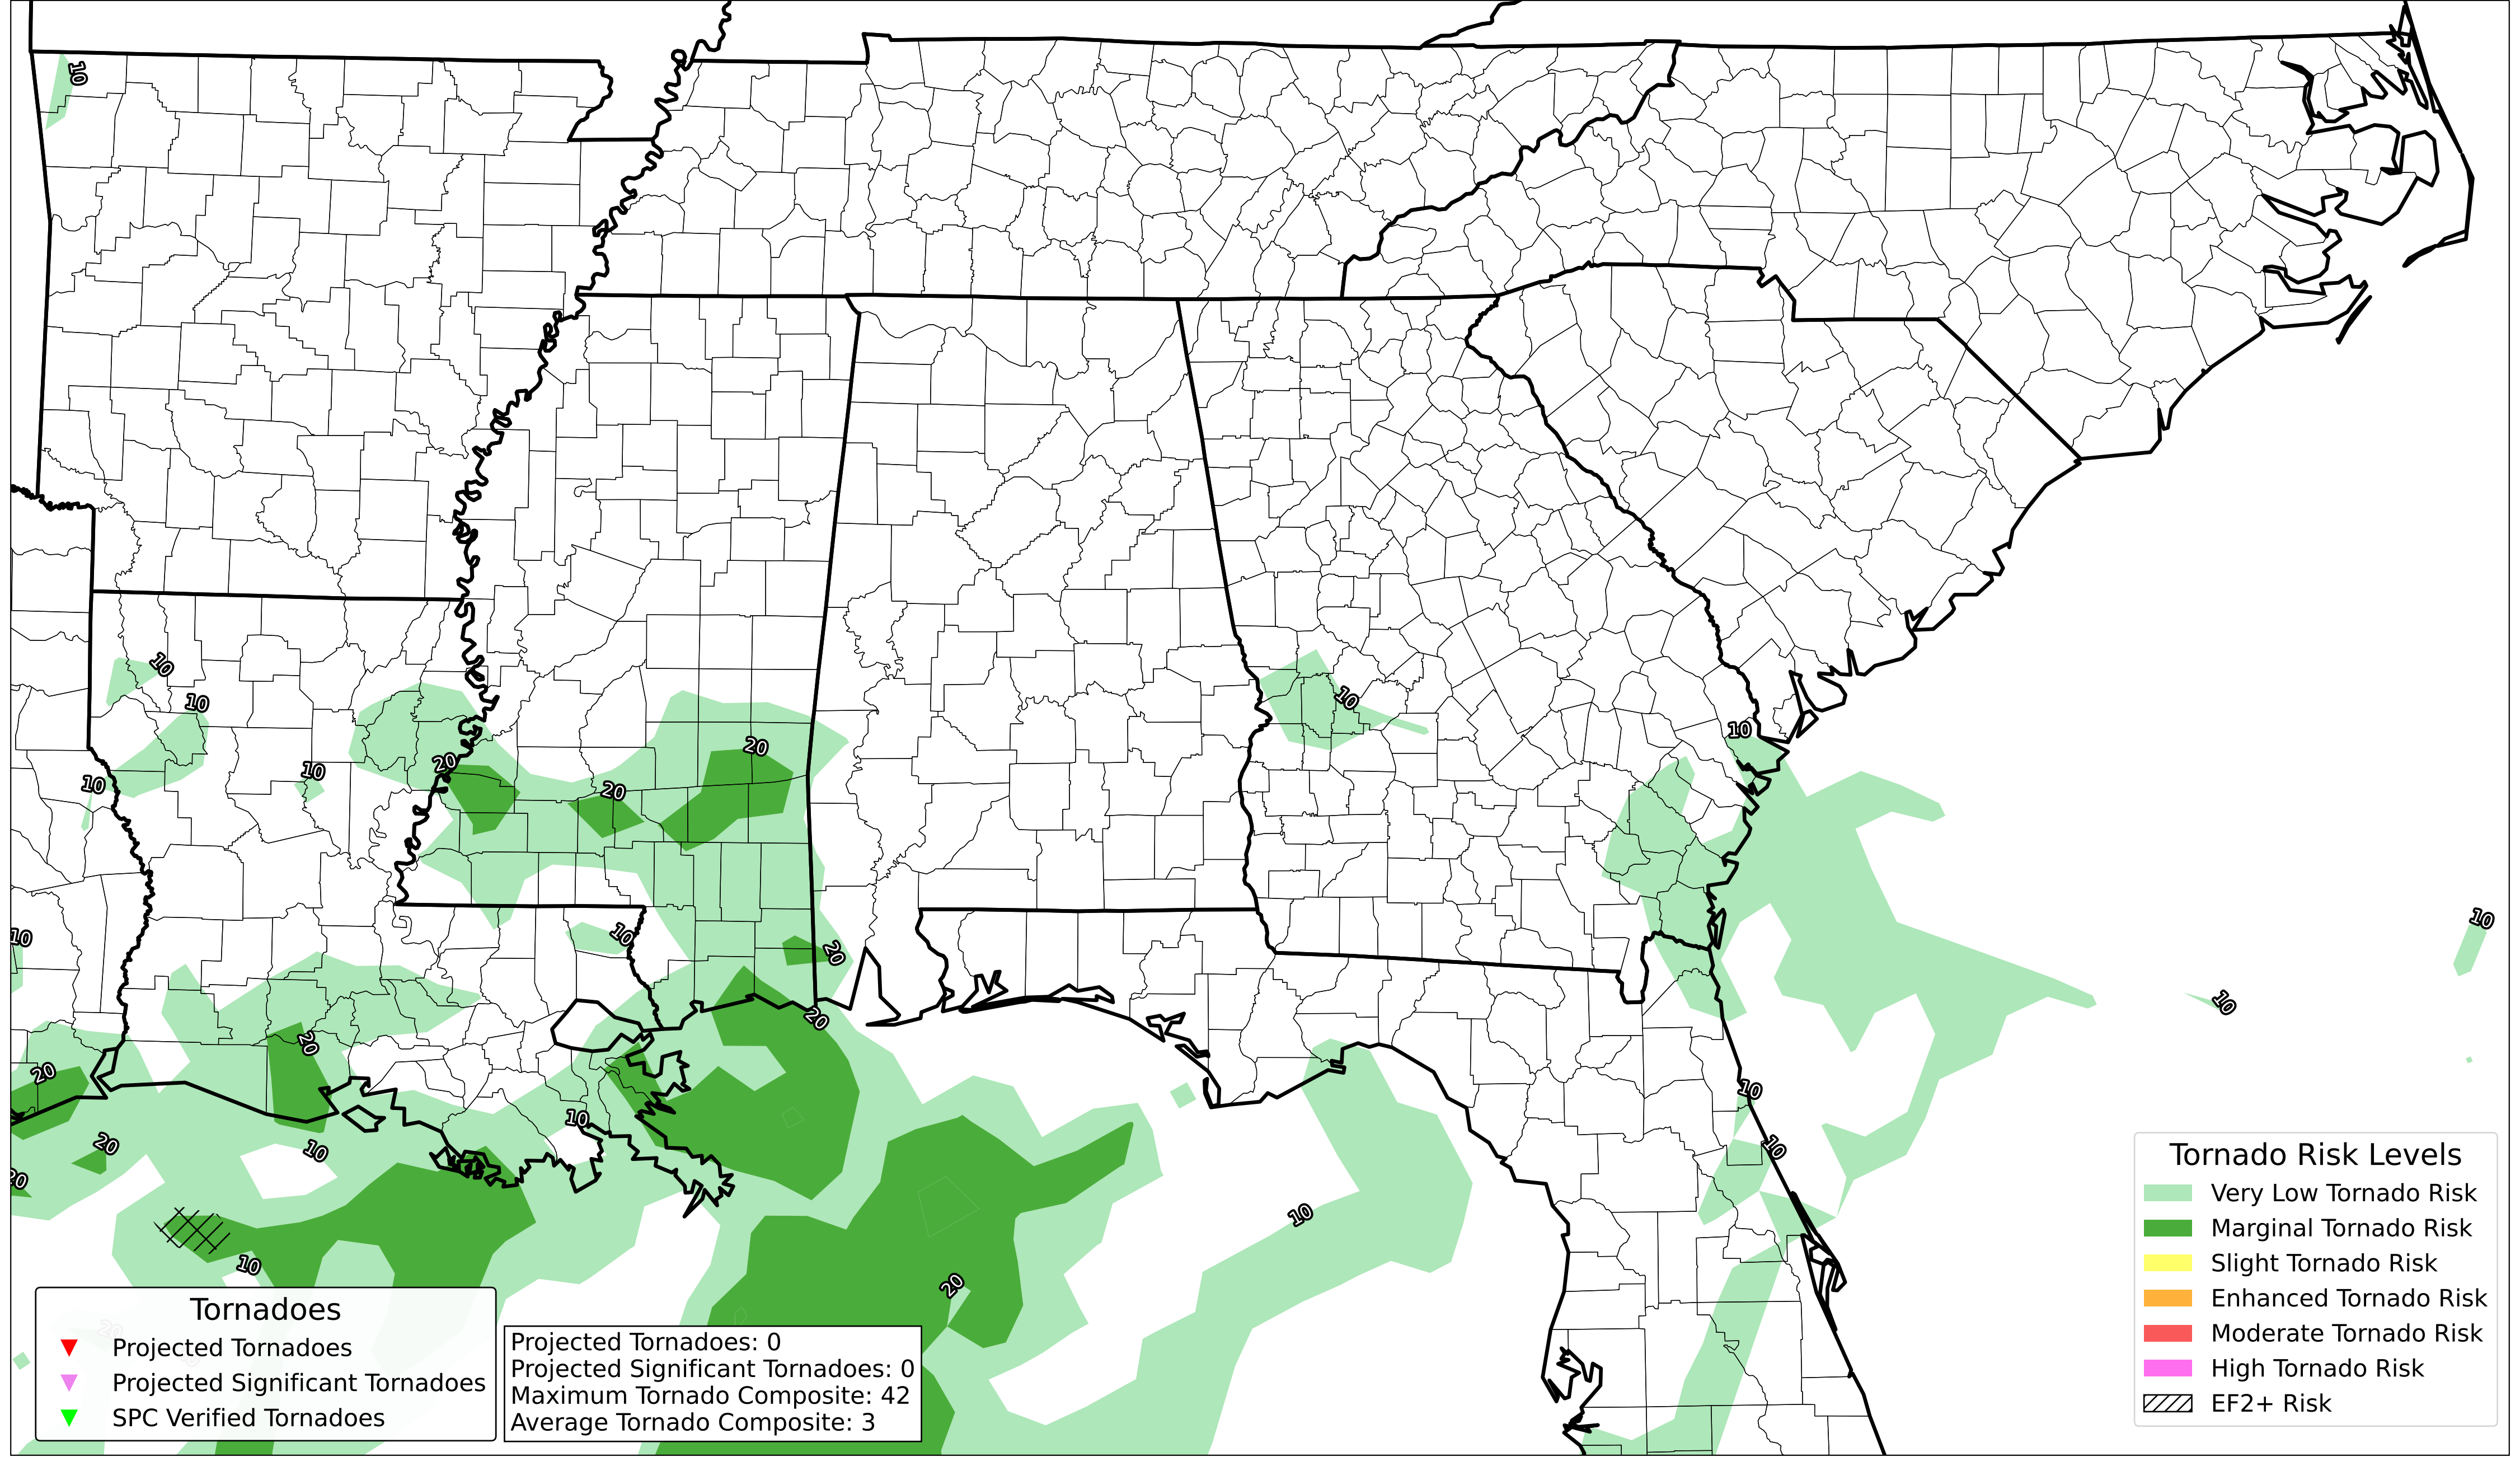 10
10
10
10
10
10
20
20
20
10
10
10
10
20
10
10
20
20
20
10
20
10
10
20
10
20
10
10
20
Tornadoes
Projected Tornadoes
Projected Significant Tornadoes
SPC Verified Tornadoes
Projected Tornadoes: 0
Projected Significant Tornadoes: 0
Maximum Tornado Composite: 42
Average Tornado Composite: 3
Tornado Risk Levels
Very Low Tornado Risk
Marginal Tornado Risk
Slight Tornado Risk
Enhanced Tornado Risk
Moderate Tornado Risk
High Tornado Risk
EF2+ Risk